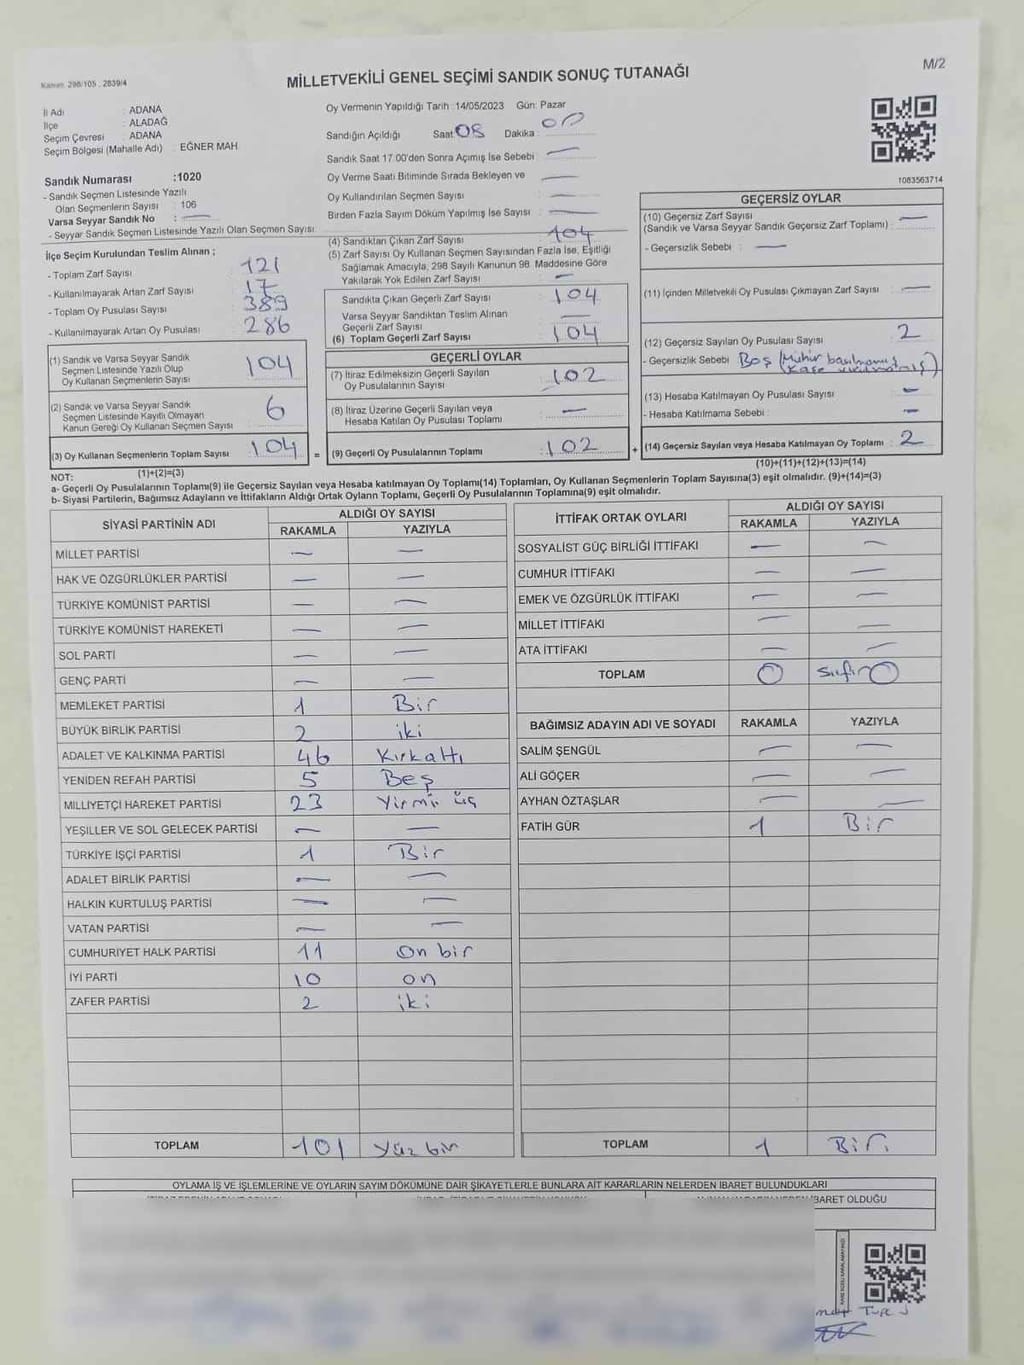 Kanun: 298/105, 2839/4
M/2
MİLLETVEKİLİ GENEL SEÇİMİ SANDIK SONUÇ TUTANAĞI
İl Adı : ADANA
İlçe : ALADAĞ
Seçim Çevresi : ADANA
Seçim Bölgesi (Mahalle Adı) : EĞNER MAH
Sandık Numarası :1020
- Sandık Seçmen Listesinde Yazılı
Olan Seçmenlerin Sayısı : 106
Varsa Seyyar Sandık No : —
- Seyyar Sandık Seçmen Listesinde Yazılı Olan Seçmen Sayısı
İlçe Seçim Kurulundan Teslim Alınan ;
- Toplam Zarf Sayısı : 121
- Kullanılmayarak Artan Zarf Sayısı : 17
- Toplam Oy Pusulası Sayısı : 389
- Kullanılmayarak Artan Oy Pusulası : 286
(1) Sandık ve Varsa Seyyar Sandık
Seçmen Listesinde Yazılı Olup
Oy Kullanan Seçmenlerin Sayısı : 104
(2) Sandık ve Varsa Seyyar Sandık
Seçmen Listesinde Kayıtlı Olmayan
Kanun Gereği Oy Kullanan Seçmen Sayısı : 6
(3) Oy Kullanan Seçmenlerin Toplam Sayısı : 104
(1)+(2)=(3)
Oy Vermenin Yapıldığı Tarih :14/05/2023 Gün: Pazar
Sandığın Açıldığı Saat: 08 Dakika : 00
Sandık Saat 17.00'den Sonra Açılmış İse Sebebi : —
Oy Verme Saati Bitiminde Sırada Bekleyen ve : —
Oy Kullandırılan Seçmen Sayısı : —
Birden Fazla Sayım Döküm Yapılmış İse Sayısı : —
(4) Sandıktan Çıkan Zarf Sayısı : 104
(5) Zarf Sayısı Oy Kullanan Seçmen Sayısından Fazla İse, Eşitliği
Sağlamak Amacıyla, 298 Sayılı Kanunun 98. Maddesine Göre
Yakılarak Yok Edilen Zarf Sayısı : —
Sandıkta Çıkan Geçerli Zarf Sayısı : 104
Varsa Seyyar Sandıktan Teslim Alınan
Geçerli Zarf Sayısı : —
(6) Toplam Geçerli Zarf Sayısı : 104
GEÇERLİ OYLAR
(7) İtiraz Edilmeksizin Geçerli Sayılan
Oy Pusulalarının Sayısı : 102
(8) İtiraz Üzerine Geçerli Sayılan veya
Hesaba Katılan Oy Pusulası Toplamı : —
= (9) Geçerli Oy Pusulalarının Toplamı : 102 +
1083563714
GEÇERSİZ OYLAR
(10) Geçersiz Zarf Sayısı : —
(Sandık ve Varsa Seyyar Sandık Geçersiz Zarf Toplamı)
- Geçersizlik Sebebi : —
(11) İçinden Milletvekili Oy Pusulası Çıkmayan Zarf Sayısı : —
(12) Geçersiz Sayılan Oy Pusulası Sayısı : 2
- Geçersizlik Sebebi : Boş (Mühür basılmamış
(13) Hesaba Katılmayan Oy Pusulası Sayısı : —
- Hesaba Katılmama Sebebi : —
(14) Geçersiz Sayılan veya Hesaba Katılmayan Oy Toplamı : 2
(10)+(11)+(12)+(13)=(14)
NOT:
a- Geçerli Oy Pusulalarının Toplamı(9) ile Geçersiz Sayılan veya Hesaba katılmayan Oy Toplamı(14) Toplamları, Oy Kullanan Seçmenlerin Toplam Sayısına(3) eşit olmalıdır. (9)+(14)=(3)
b- Siyasi Partilerin, Bağımsız Adayların ve İttifakların Aldığı Ortak Oyların Toplamı, Geçerli Oy Pusulalarının Toplamına(9) eşit olmalıdır.
SİYASİ PARTİNİN ADI ALDIĞI OY SAYISI
RAKAMLA YAZIYLA
MİLLET PARTİSİ — —
HAK VE ÖZGÜRLÜKLER PARTİSİ — —
TÜRKİYE KOMÜNİST PARTİSİ — —
TÜRKİYE KOMÜNİST HAREKETİ — —
SOL PARTİ — —
GENÇ PARTİ — —
MEMLEKET PARTİSİ 1 Bir
BÜYÜK BİRLİK PARTİSİ 2 iki
ADALET VE KALKINMA PARTİSİ 46 Kırkaltı
YENİDEN REFAH PARTİSİ 5 Beş
MİLLİYETÇİ HAREKET PARTİSİ 23 Yirmi üç
YEŞİLLER VE SOL GELECEK PARTİSİ — —
TÜRKİYE İŞÇİ PARTİSİ 1 Bir
ADALET BİRLİK PARTİSİ — —
HALKIN KURTULUŞ PARTİSİ — —
VATAN PARTİSİ — —
CUMHURİYET HALK PARTİSİ 11 On bir
İYİ PARTİ 10 on
ZAFER PARTİSİ 2 iki
TOPLAM 101 Yüz bir
İTTİFAK ORTAK OYLARI ALDIĞI OY SAYISI
RAKAMLA YAZIYLA
SOSYALİST GÜÇ BİRLİĞİ İTTİFAKI — —
CUMHUR İTTİFAKI — —
EMEK VE ÖZGÜRLÜK İTTİFAKI — —
MİLLET İTTİFAKI — —
ATA İTTİFAKI — —
TOPLAM 0 Sıfır 0
BAĞIMSIZ ADAYIN ADI VE SOYADI RAKAMLA YAZIYLA
SALİM ŞENGÜL — —
ALİ GÖÇER — —
AYHAN ÖZTAŞLAR — —
FATİH GÜR 1 Bir
TOPLAM 1 Bir
OYLAMA İŞ VE İŞLEMLERİNE VE OYLARIN SAYIM DÖKÜMÜNE DAİR ŞİKAYETLERLE BUNLARA AİT KARARLARIN NELERDEN İBARET BULUNDUKLARI
İBARET OLDUĞU